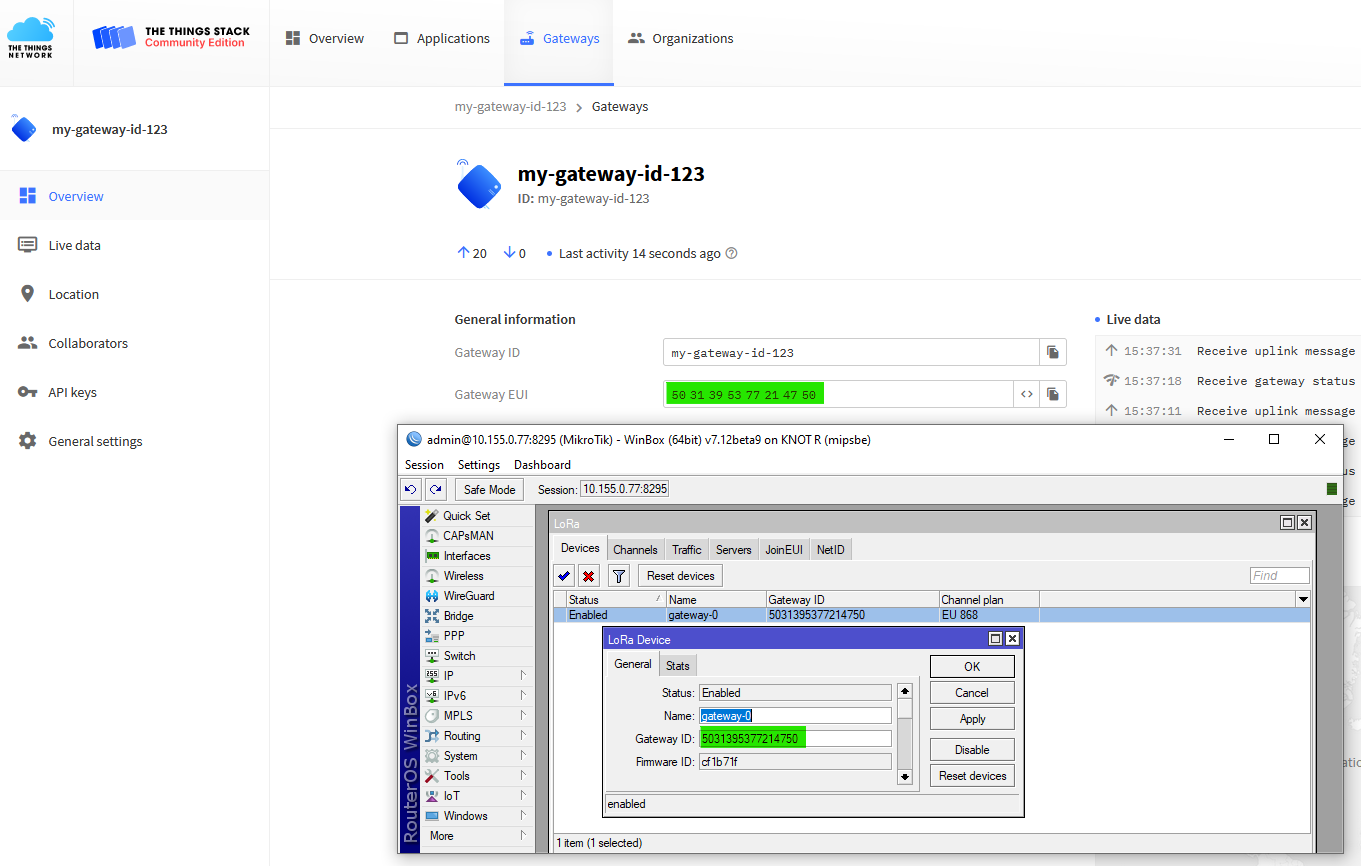 THE THINGS NETWORK
THE THINGS STACK
Community Edition
Overview
Applications
Gateways
Organizations
my-gateway-id-123
Overview
Live data
Location
Collaborators
API keys
General settings
my-gateway-id-123 > Gateways
my-gateway-id-123
ID: my-gateway-id-123
↑ 20 ↓ 0 • Last activity 14 seconds ago
General information
Gateway ID my-gateway-id-123
Gateway EUI 50 31 39 53 77 21 47 50 <>
• Live data
↑ 15:37:31 Receive uplink message
15:37:18 Receive gateway status
↑ 15:37:11 Receive uplink message
admin@10.155.0.77:8295 (MikroTik) - WinBox (64bit) v7.12beta9 on KNOT R (mipsbe)
Session Settings Dashboard
Safe Mode Session: 10.155.0.77:8295
RouterOS WinBox
Quick Set
CAPsMAN
Interfaces
Wireless
WireGuard
Bridge
PPP
Switch
255 IP
v6 IPv6
MPLS
Routing
System
Tools
IoT
Windows
More
LoRa
Devices Channels Traffic Servers JoinEUI NetID
Reset devices Find
Status / Name Gateway ID Channel plan
Enabled gateway-0 5031395377214750 EU 868
LoRa Device
General Stats
Status: Enabled
Name: gateway-0
Gateway ID: 5031395377214750
Firmware ID: cf1b71f
OK
Cancel
Apply
Disable
Reset devices
enabled
1 item (1 selected)